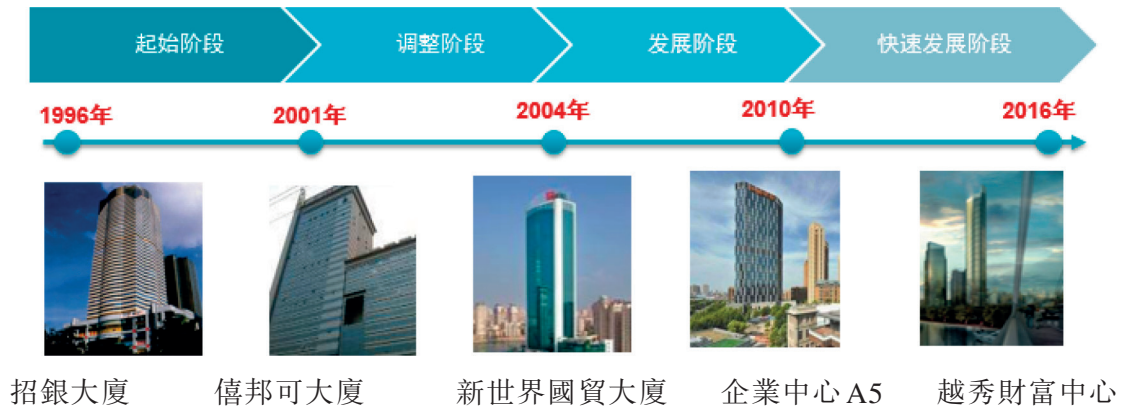 起始阶段 调整阶段 发展阶段 快速发展阶段
1996年 2001年 2004年 2010年 2016年
招銀大廈 僖邦可大廈 新世界國貿大廈 企業中心A5 越秀財富中心